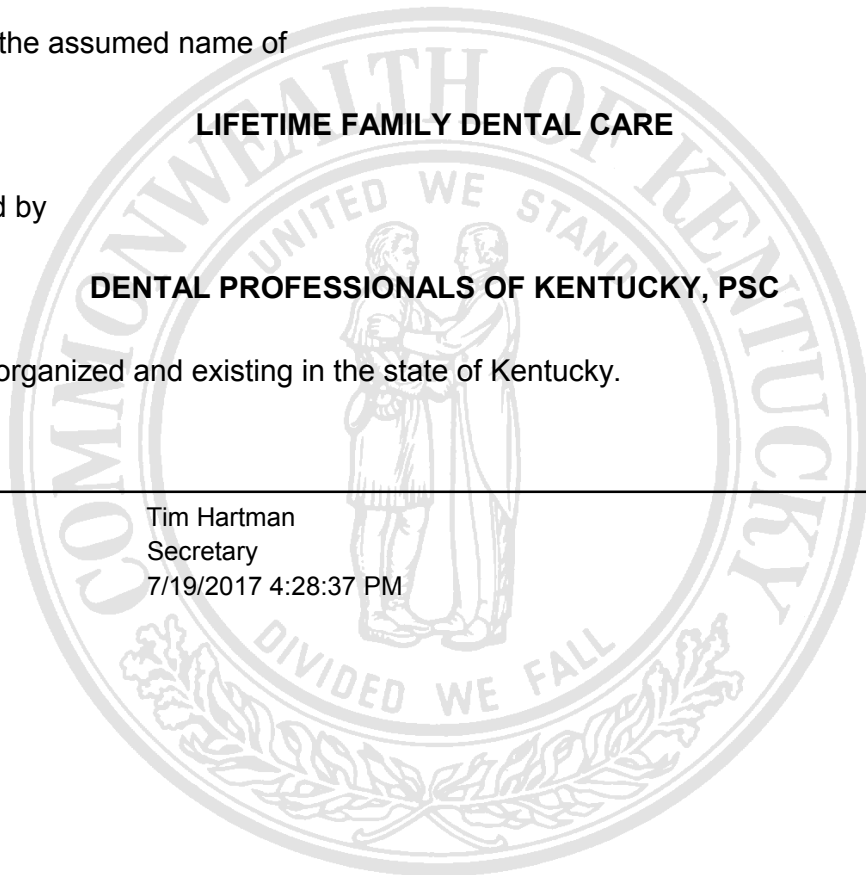 the assumed name of
LIFETIME FAMILY DENTAL CARE
d by
DENTAL PROFESSIONALS OF KENTUCKY, PSC
organized and existing in the state of Kentucky.
Tim Hartman
Secretary
7/19/2017 4:28:37 PM
COMMONWEALTH OF KENTUCKY
UNITED WE STAND
DIVIDED WE FALL